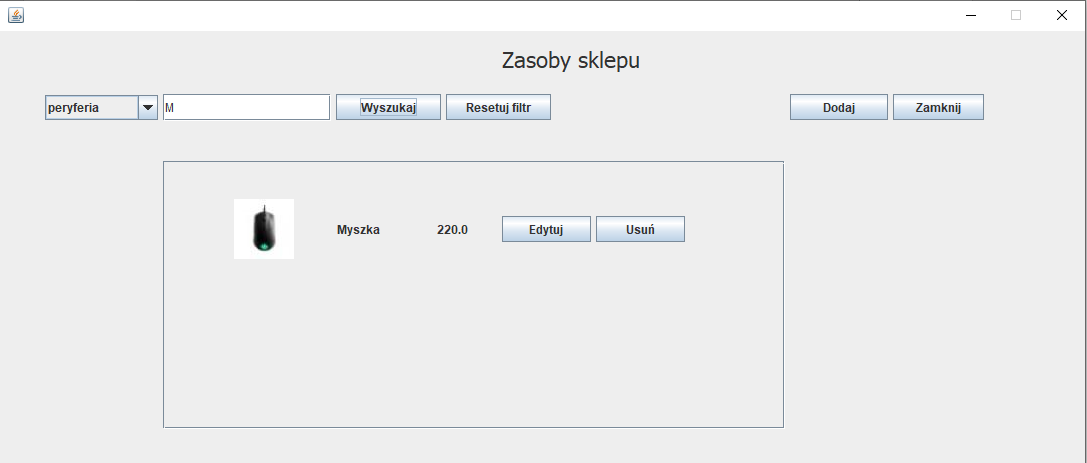 Zasoby sklepu
peryferia M Wyszukaj Resetuj filtr Dodaj Zamknij
Myszka 220.0 Edytuj Usuń